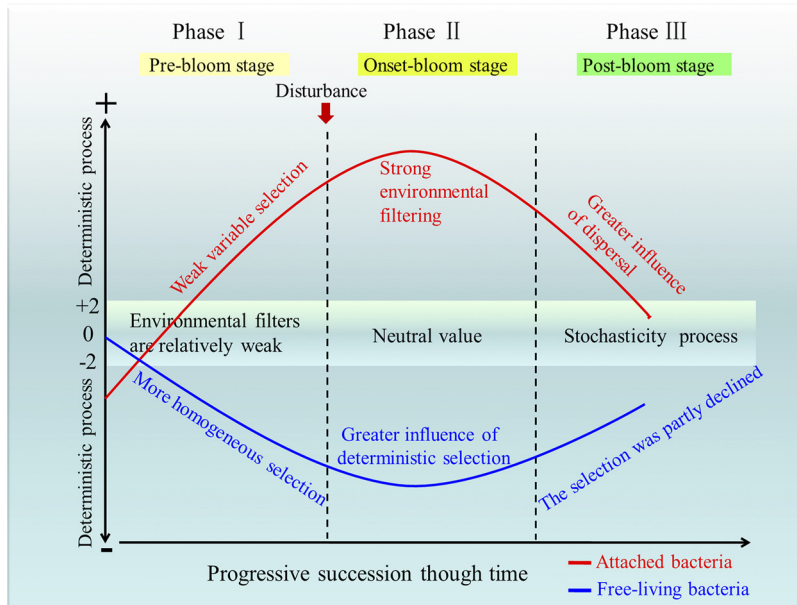 Phase Ⅰ
Phase Ⅱ
Phase Ⅲ
Pre-bloom stage
Onset-bloom stage
Post-bloom stage
Disturbance
+
Deterministic process
Weak variable selection
Strong
environmental
filtering
Greater influence
of dispersal
+2
0
-2
Environmental filters
are relatively weak
Neutral value
Stochasticity process
Deterministic process
More homogeneous selection
Greater influence of
deterministic selection
The selection was partly declined
-
Progressive succession though time
Attached bacteria
Free-living bacteria